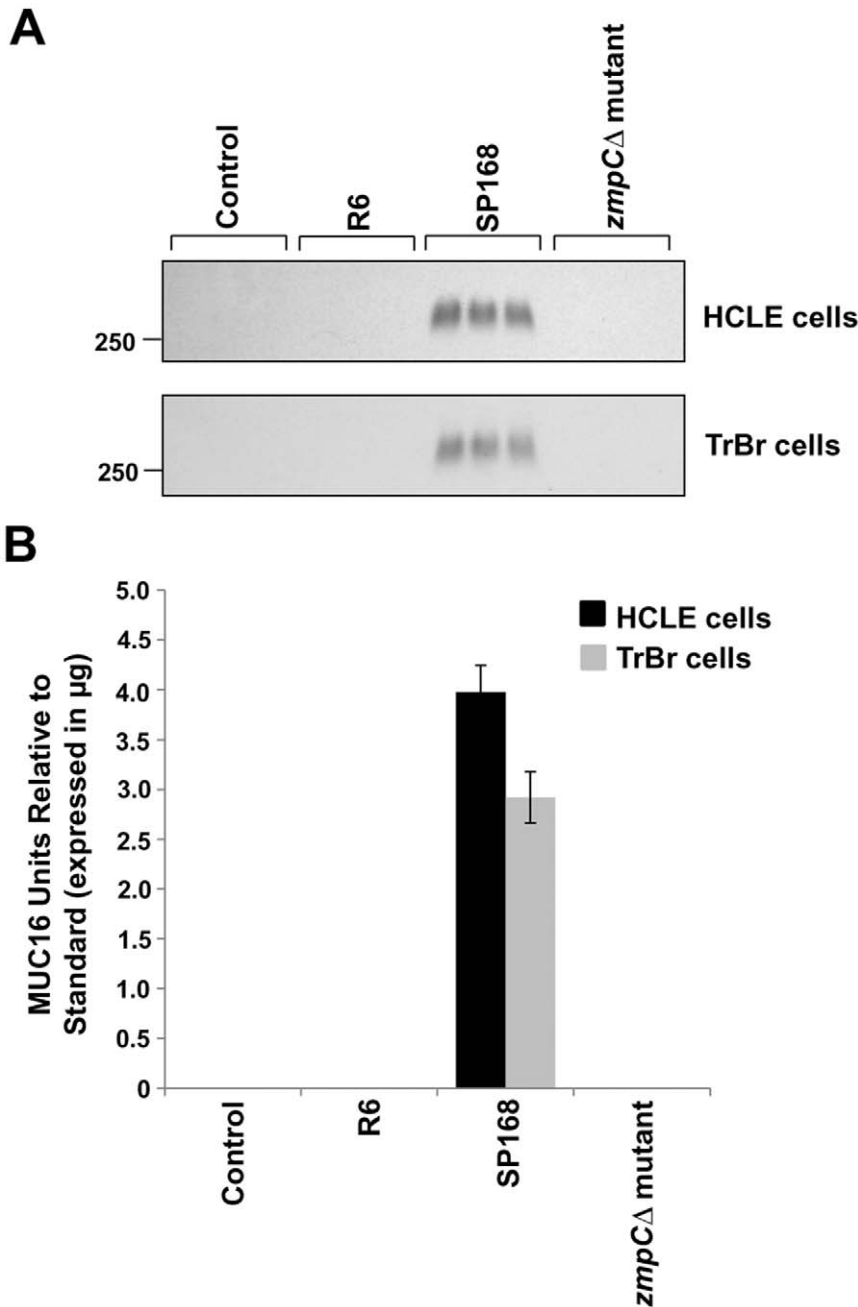 A
Control
R6
SP168
zmpCΔ mutant
250
HCLE cells
250
TrBr cells
B
MUC16 Units Relative to
Standard (expressed in µg)
5.0
4.5
4.0
3.5
3.0
2.5
2.0
1.5
1.0
0.5
0
HCLE cells
TrBr cells
Control
R6
SP168
zmpCΔ mutant